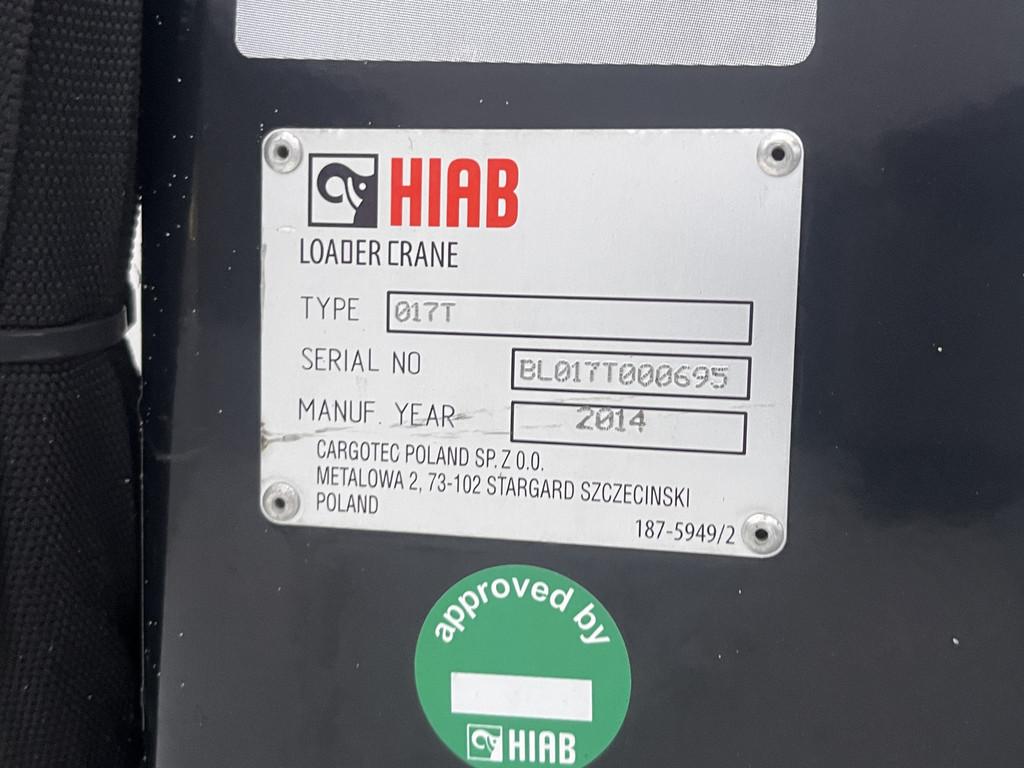 HIAB
LOADER CRANE
TYPE 017T
SERIAL NO BL017T000695
MANUF. YEAR 2014
CARGOTEC POLAND SP. Z O.O.
METALOWA 2, 73-102 STARGARD SZCZECINSKI
POLAND
187-5949/2
approved by
HIAB